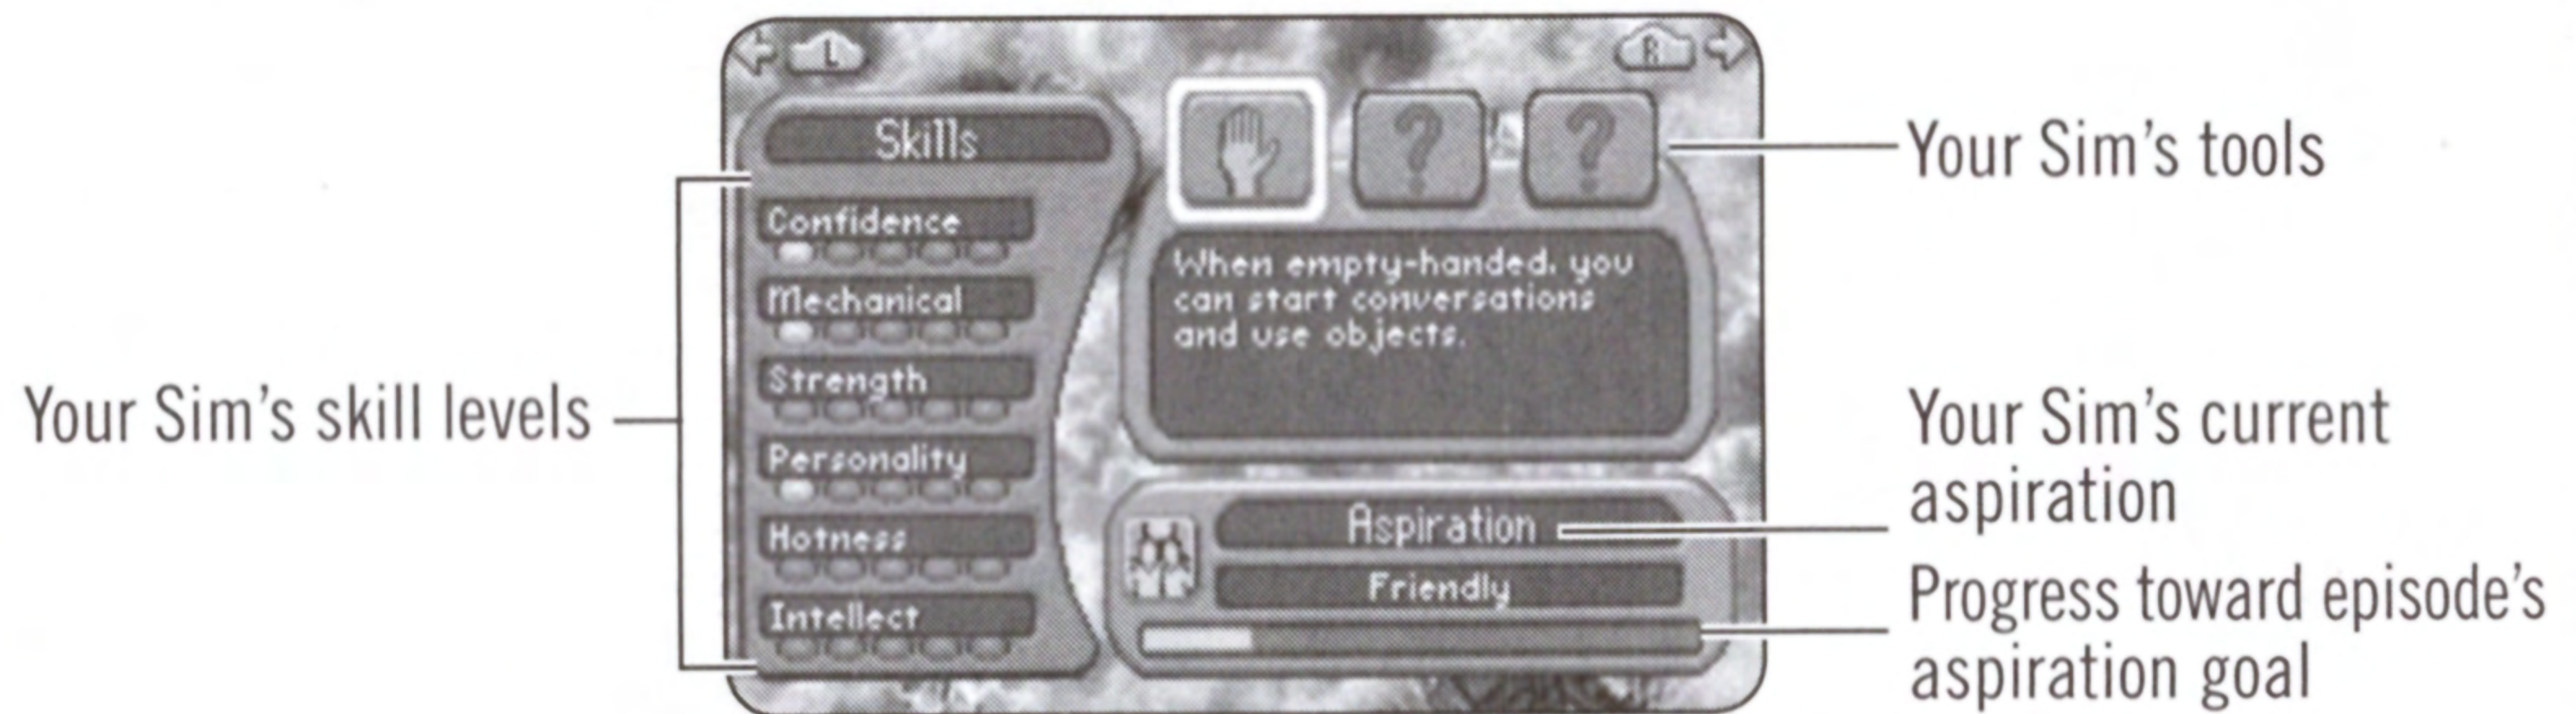 L
R
Skills
Confidence
Mechanical
Strength
Personality
Hotness
Intellect
? ?
When empty-handed, you
can start conversations
and use objects.
Aspiration
Friendly
Your Sim's skill levels
Your Sim's tools
Your Sim's current
aspiration
Progress toward episode's
aspiration goal